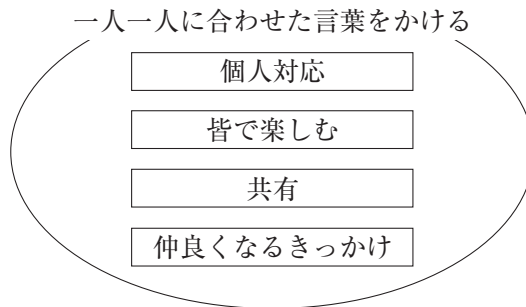 一人一人に合わせた言葉をかける
個人対応
皆で楽しむ
共有
仲良くなるきっかけ